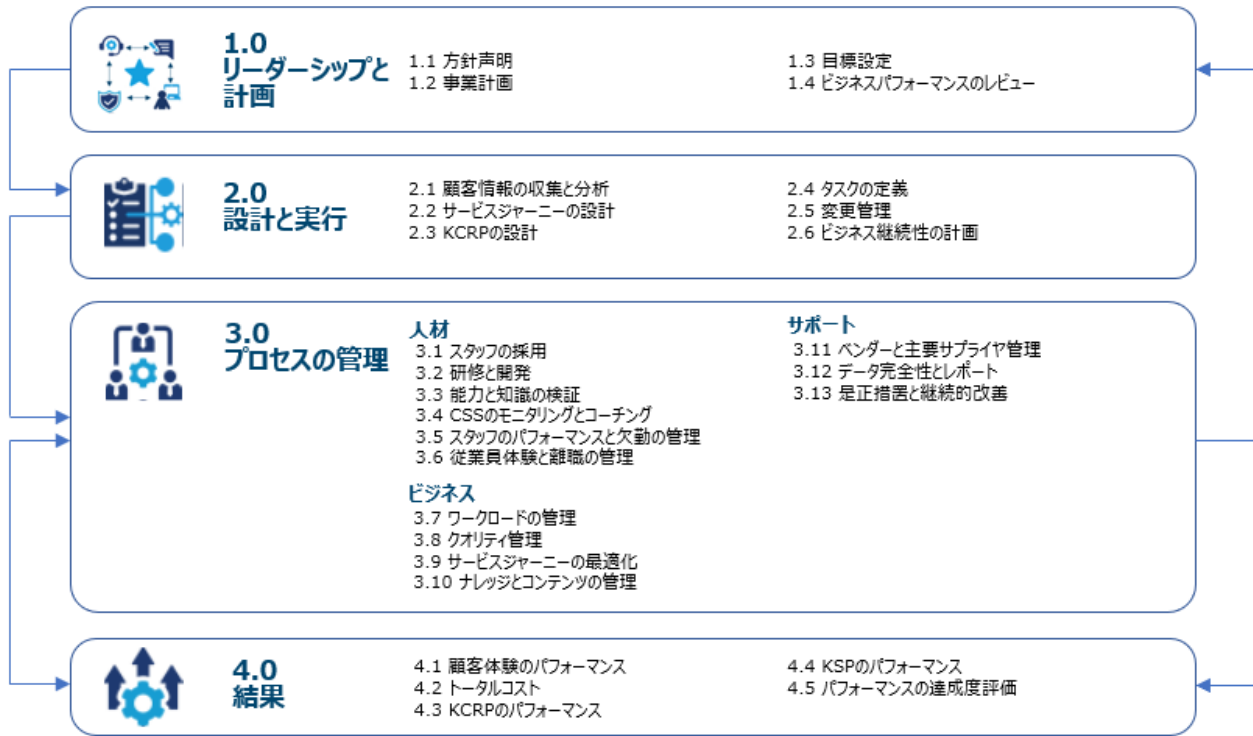 1.0
リーダーシップと
計画
1.1 方針声明
1.2 事業計画
1.3 目標設定
1.4 ビジネスパフォーマンスのレビュー
2.0
設計と実行
2.1 顧客情報の収集と分析
2.2 サービスジャーニーの設計
2.3 KCRPの設計
2.4 タスクの定義
2.5 変更管理
2.6 ビジネス継続性の計画
3.0
プロセスの管理
人材
3.1 スタッフの採用
3.2 研修と開発
3.3 能力と知識の検証
3.4 CSSのモニタリングとコーチング
3.5 スタッフのパフォーマンスと欠勤の管理
3.6 従業員体験と離職の管理
ビジネス
3.7 ワークロードの管理
3.8 クオリティ管理
3.9 サービスジャーニーの最適化
3.10 ナレッジとコンテンツの管理
サポート
3.11 ベンダーと主要サプライヤ管理
3.12 データ完全性とレポート
3.13 是正措置と継続的改善
4.0
結果
4.1 顧客体験のパフォーマンス
4.2 トータルコスト
4.3 KCRPのパフォーマンス
4.4 KSPのパフォーマンス
4.5 パフォーマンスの達成度評価